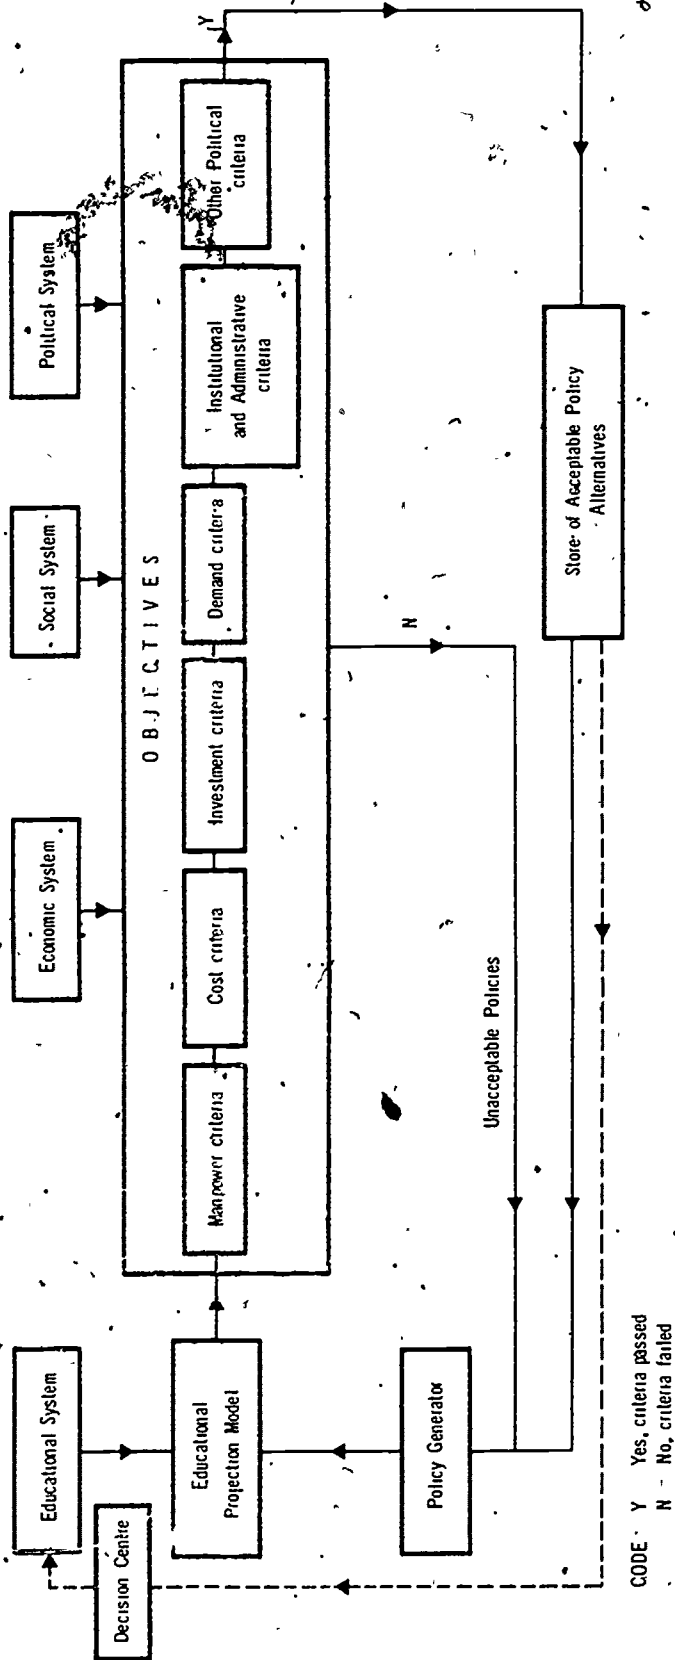 Educational System
Economic System
Social System
Political System
Decision Centre
OBJECTIVES
Educational
Projection Model
Manpower criteria
Cost criteria
Investment criteria
Demand criteria
Institutional
and Administrative
criteria
Other Political
criteria
Y
Policy Generator
N
Unacceptable Policies
Store of Acceptable Policy
Alternatives
CODE Y Yes, criteria passed
N - No, criteria failed